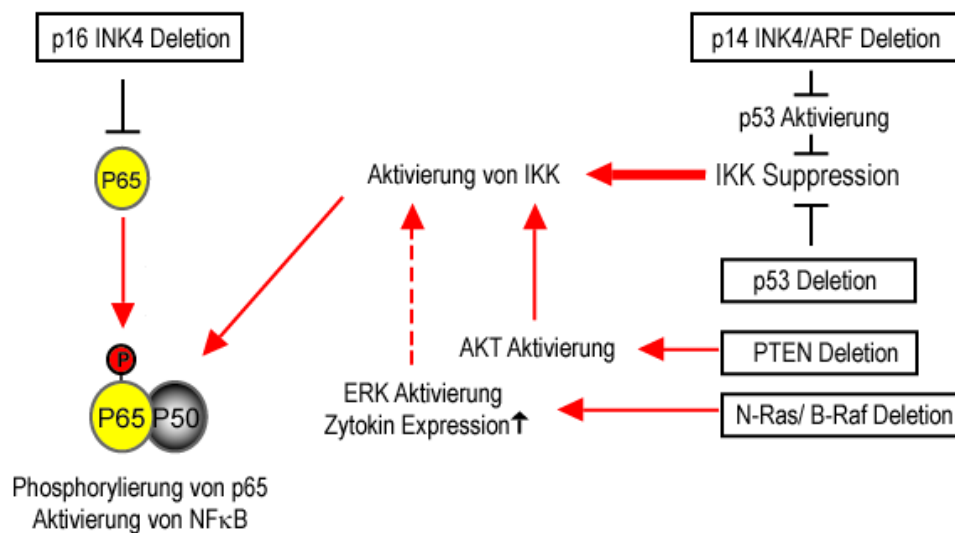 p16 INK4 Deletion
p14 INK4/ARF Deletion
p53 Aktivierung
P65
Aktivierung von IKK
IKK Suppression
p53 Deletion
AKT Aktivierung
PTEN Deletion
P
P65
P50
ERK Aktivierung
Zytokin Expression↑
N-Ras/ B-Raf Deletion
Phosphorylierung von p65
Aktivierung von NFκB